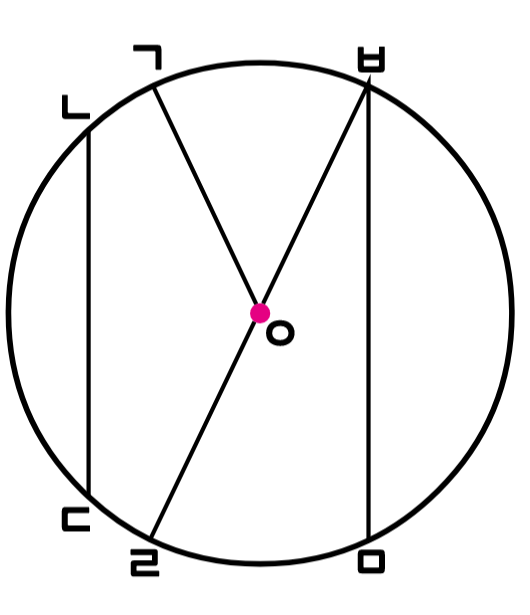 ㄱ
ㅂ
ㄴ
ㅇ
ㄷ
ㄹ
ㅁ